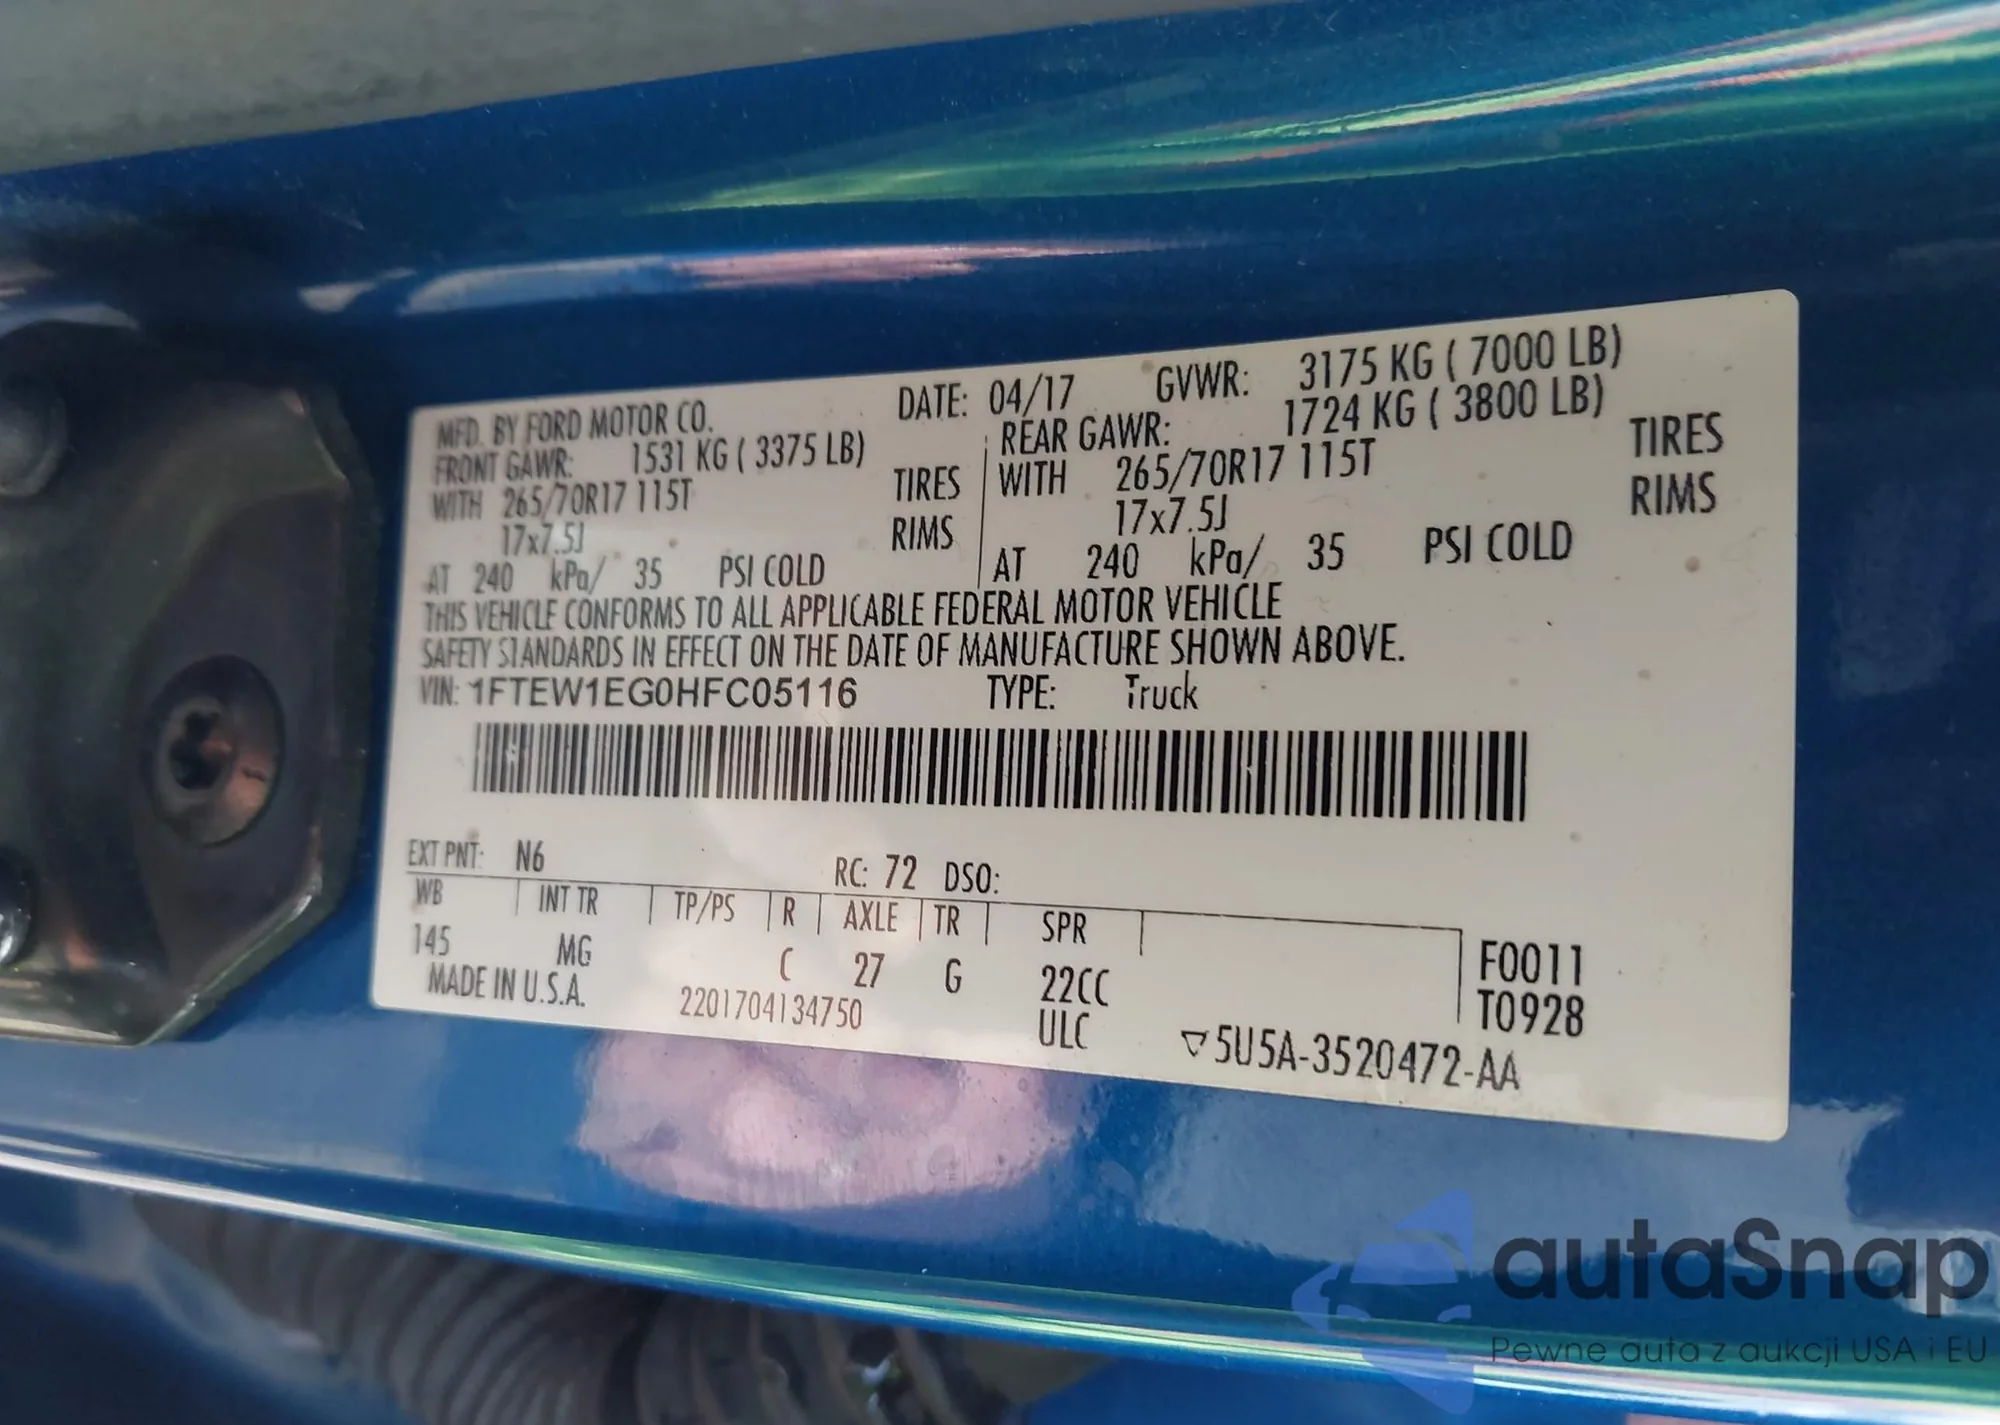 MFD. BY FORD MOTOR CO. DATE: 04/17 GVWR: 3175 KG ( 7000 LB)
FRONT GAWR: 1531 KG ( 3375 LB) REAR GAWR: 1724 KG ( 3800 LB)
WITH 265/70R17 115T TIRES WITH 265/70R17 115T TIRES
17x7.5J RIMS 17x7.5J RIMS
AT 240 kPa/ 35 PSI COLD AT 240 kPa/ 35 PSI COLD
THIS VEHICLE CONFORMS TO ALL APPLICABLE FEDERAL MOTOR VEHICLE
SAFETY STANDARDS IN EFFECT ON THE DATE OF MANUFACTURE SHOWN ABOVE.
VIN: 1FTEW1EG0HFC05116 TYPE: Truck
EXT PNT: N6 RC: 72 DSO:
WB INT TR TP/PS R AXLE TR SPR
145 MG C 27 G 22CC F0011
MADE IN U.S.A. 2201704134750 ULC T0928
▽5U5A-3520472-AA
autaSnap
Pewne auta z aukcji USA i EU